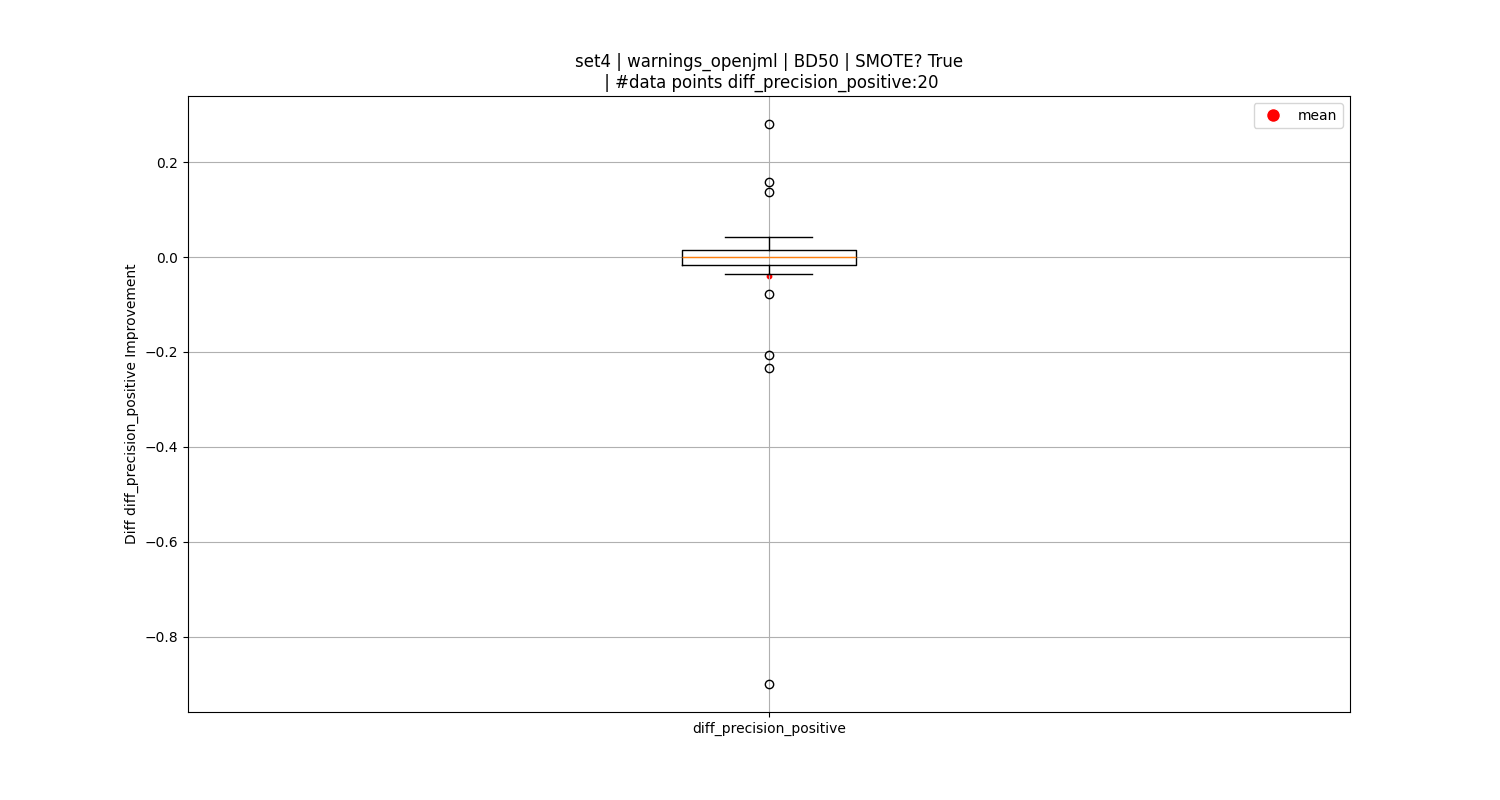 set4 | warnings_openjml | BD50 | SMOTE? True
| #data points diff_precision_positive:20
mean
0.2
0.0
−0.2
−0.4
−0.6
−0.8
Diff diff_precision_positive Improvement
diff_precision_positive